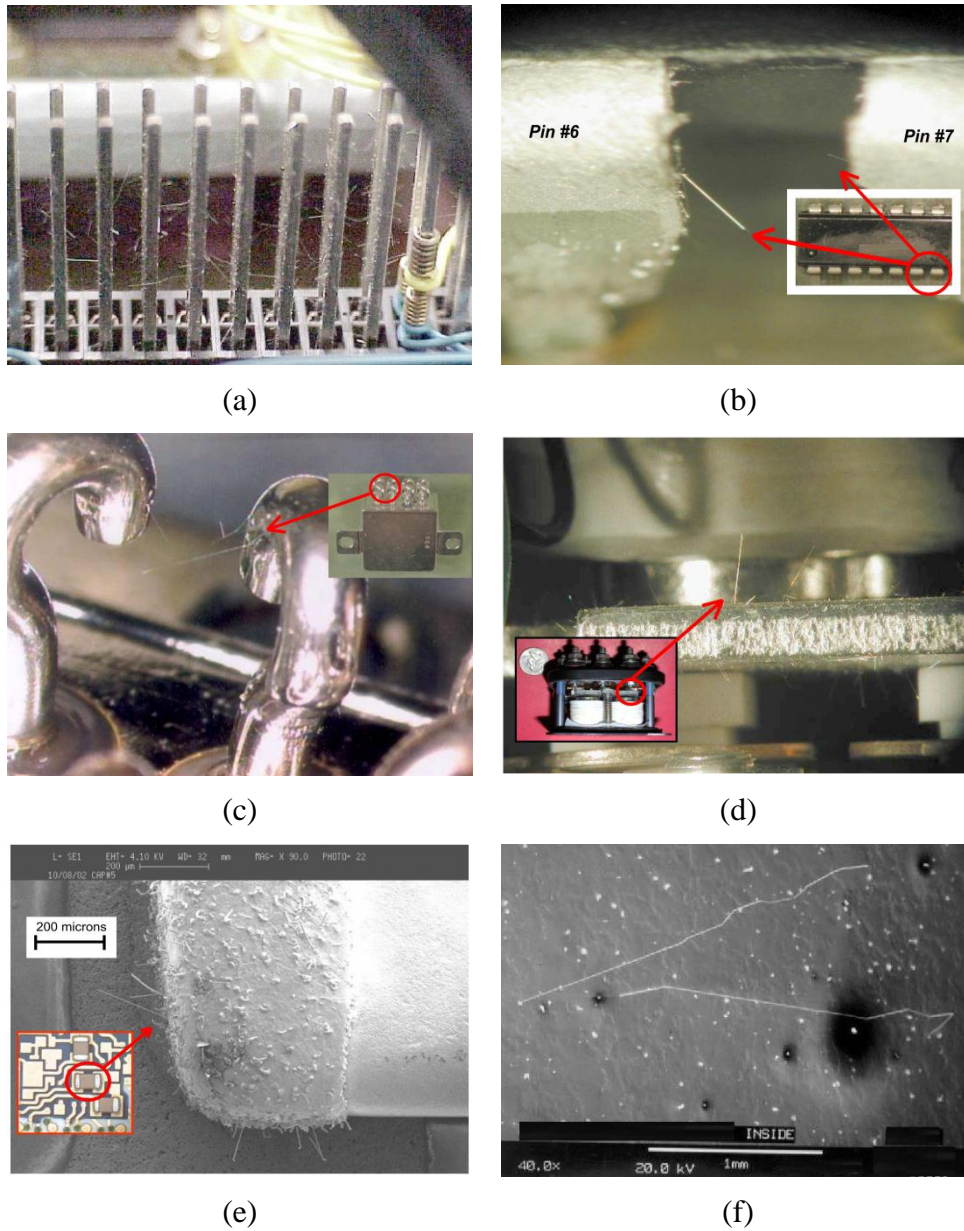 (a)
Pin #6
Pin #7
(b)
(c)
(d)
L= SE1 EHT= 4.10 KV WD= 32 mm MAG= X 90.0 PHOTO= 22
200 µm
10/08/02 CAP#5
200 microns
(e)
INSIDE
40.0x 20.0 kV 1mm
(f)